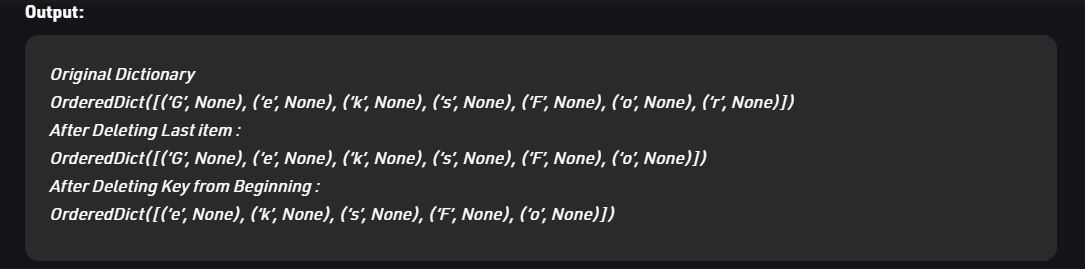 Output:
Original Dictionary
OrderedDict([(‘G’, None), (‘e’, None), (‘k’, None), (‘s’, None), (‘F’, None), (‘o’, None), (‘r’, None)])
After Deleting Last item :
OrderedDict([(‘G’, None), (‘e’, None), (‘k’, None), (‘s’, None), (‘F’, None), (‘o’, None)])
After Deleting Key from Beginning :
OrderedDict([(‘e’, None), (‘k’, None), (‘s’, None), (‘F’, None), (‘o’, None)])